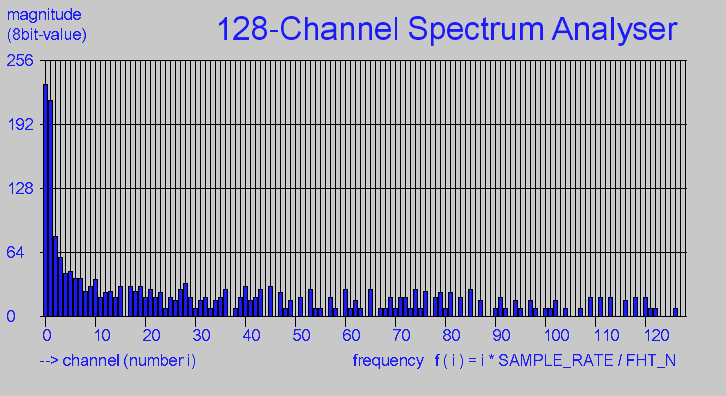 magnitude
(8bit-value)
128-Channel Spectrum Analyser
256
192
128
64
0
0 10 20 30 40 50 60 70 80 90 100 110 120
--> channel (number i)
frequency f ( i ) = i * SAMPLE_RATE / FHT_N